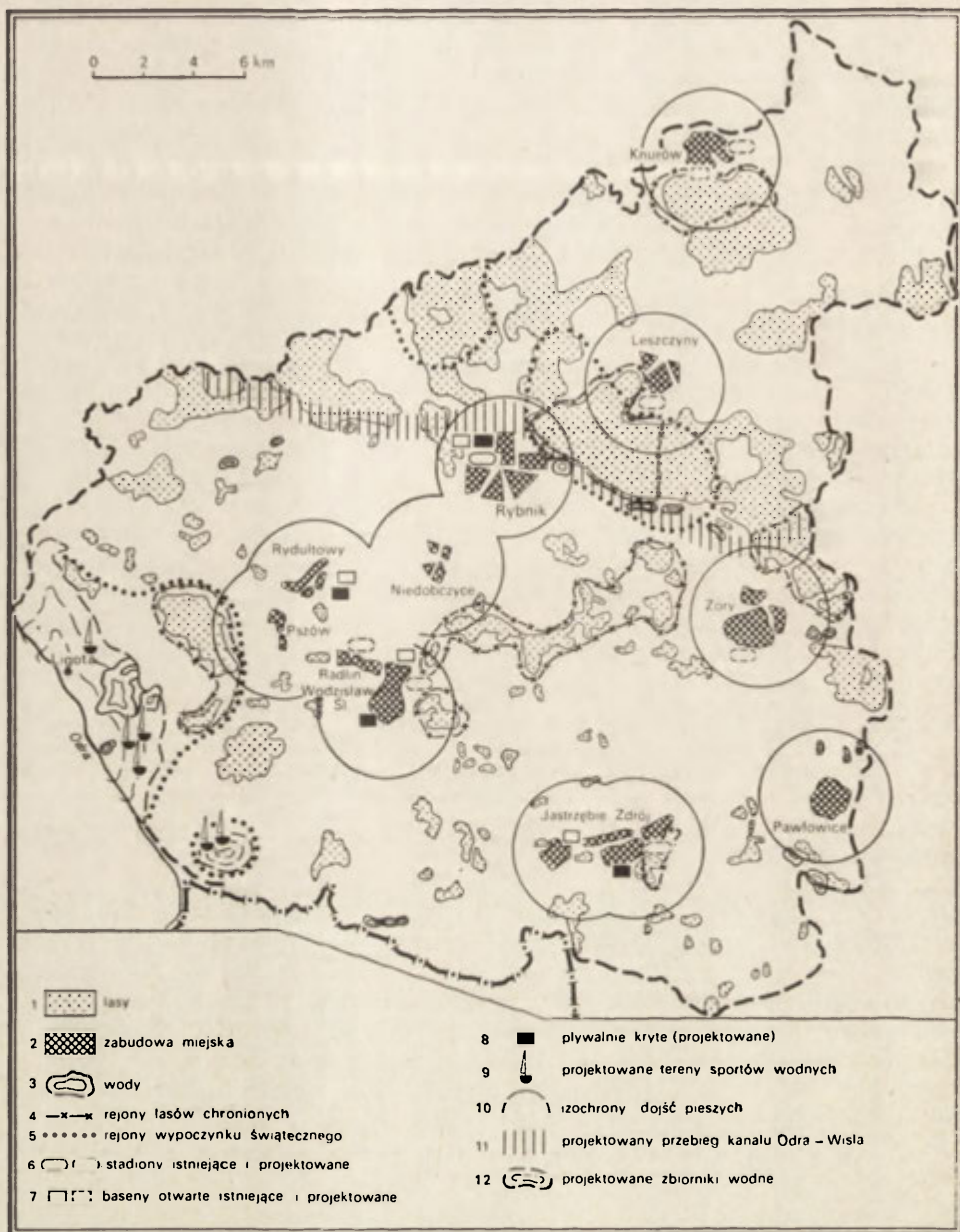 0 2 4 6 km
Knurów
Leszczyny
Rybnik
Rydułtowy
Niedobczyce
Pszów
Żory
Radlin
Wodzisław
Śl
Odra
Jastrzębie Zdrój
Pawłowice
1 lasy
2 zabudowa miejska
3 wody
4 rejony lasów chronionych
5 rejony wypoczynku świątecznego
6 stadiony istniejące i projektowane
7 baseny otwarte istniejące i projektowane
8 pływalnie kryte (projektowane)
9 projektowane tereny sportów wodnych
10 izochrony dojść pieszych
11 projektowany przebieg kanału Odra – Wisła
12 projektowane zbiorniki wodne